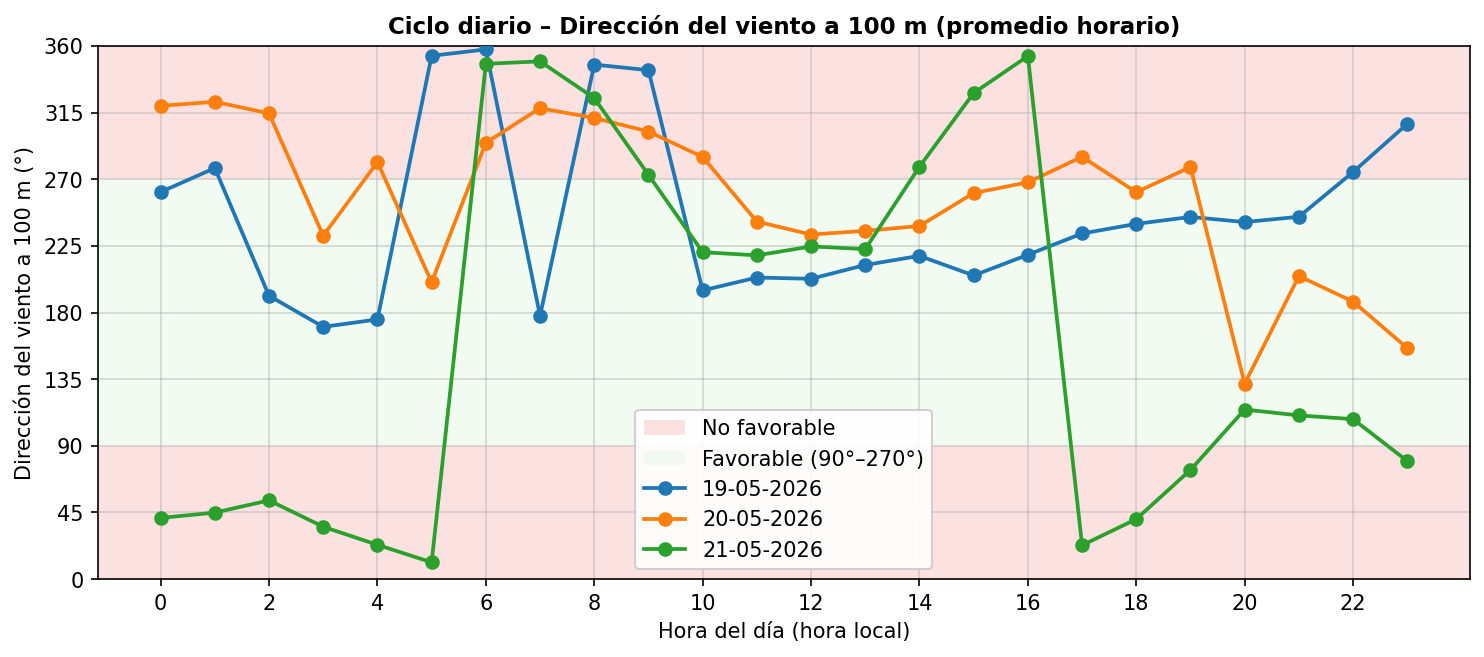 Ciclo diario – Dirección del viento a 100 m (promedio horario)
Dirección del viento a 100 m (°)
360
315
270
225
180
135
90
45
0
No favorable
Favorable (90°–270°)
19-05-2026
20-05-2026
21-05-2026
0 2 4 6 8 10 12 14 16 18 20 22
Hora del día (hora local)